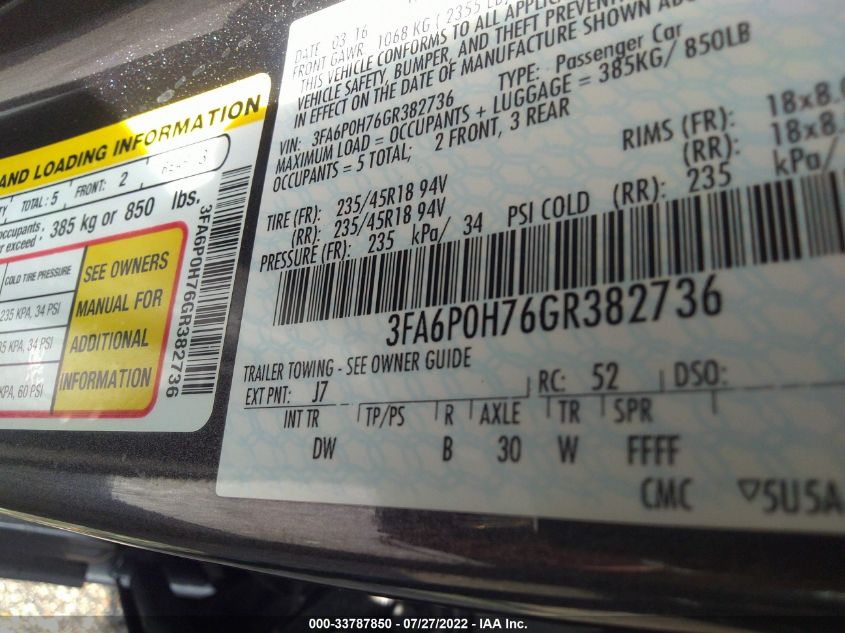 AND LOADING INFORMATION
TOTAL: 5 FRONT: 2 REAR: 3
occupants,
exceed 385 kg or 850 lbs.
COLD TIRE PRESSURE
235 KPA, 34 PSI
KPA, 34 PSI
KPA, 60 PSI
SEE OWNERS
MANUAL FOR
ADDITIONAL
INFORMATION
3FA6P0H76GR382736
DATE 03 16
FRONT GAWR 1068 KG ( 2355 LB
THIS VEHICLE CONFORMS TO ALL
VEHICLE SAFETY, BUMPER, AND THEFT
IN EFFECT ON THE DATE OF MANUFACTURE SHOWN
VIN: 3FA6P0H76GR382736 TYPE: Passenger Car
MAXIMUM LOAD = OCCUPANTS + LUGGAGE = 385KG/ 850LB
OCCUPANTS = 5 TOTAL; 2 FRONT, 3 REAR
TIRE (FR): 235/45R18 94V RIMS (FR):
(RR): 235/45R18 94V (RR):
PRESSURE (FR): 235 kPa/ 34 PSI COLD (RR): 235 kPa/
3FA6P0H76GR382736
TRAILER TOWING - SEE OWNER GUIDE
EXT PNT: J7 RC: 52 DSO:
INT TR TP/PS R AXLE TR SPR
DW B 30 W FFFF
CMC ▽5U5A
000-33787850 / 07/27/2022 - IAA Inc.